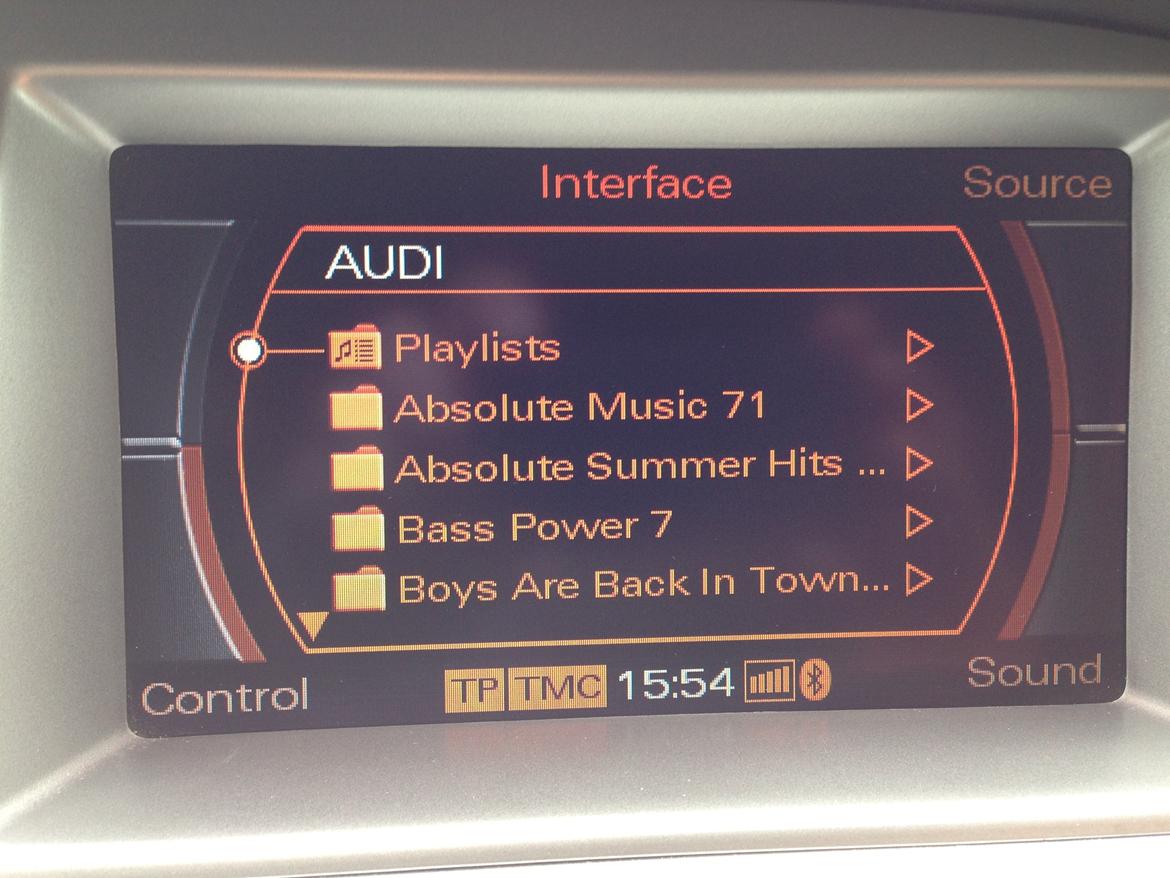 Interface Source
AUDI
Playlists
Absolute Music 71
Absolute Summer Hits ...
Bass Power 7
Boys Are Back In Town...
Control TP TMC 15:54 Sound